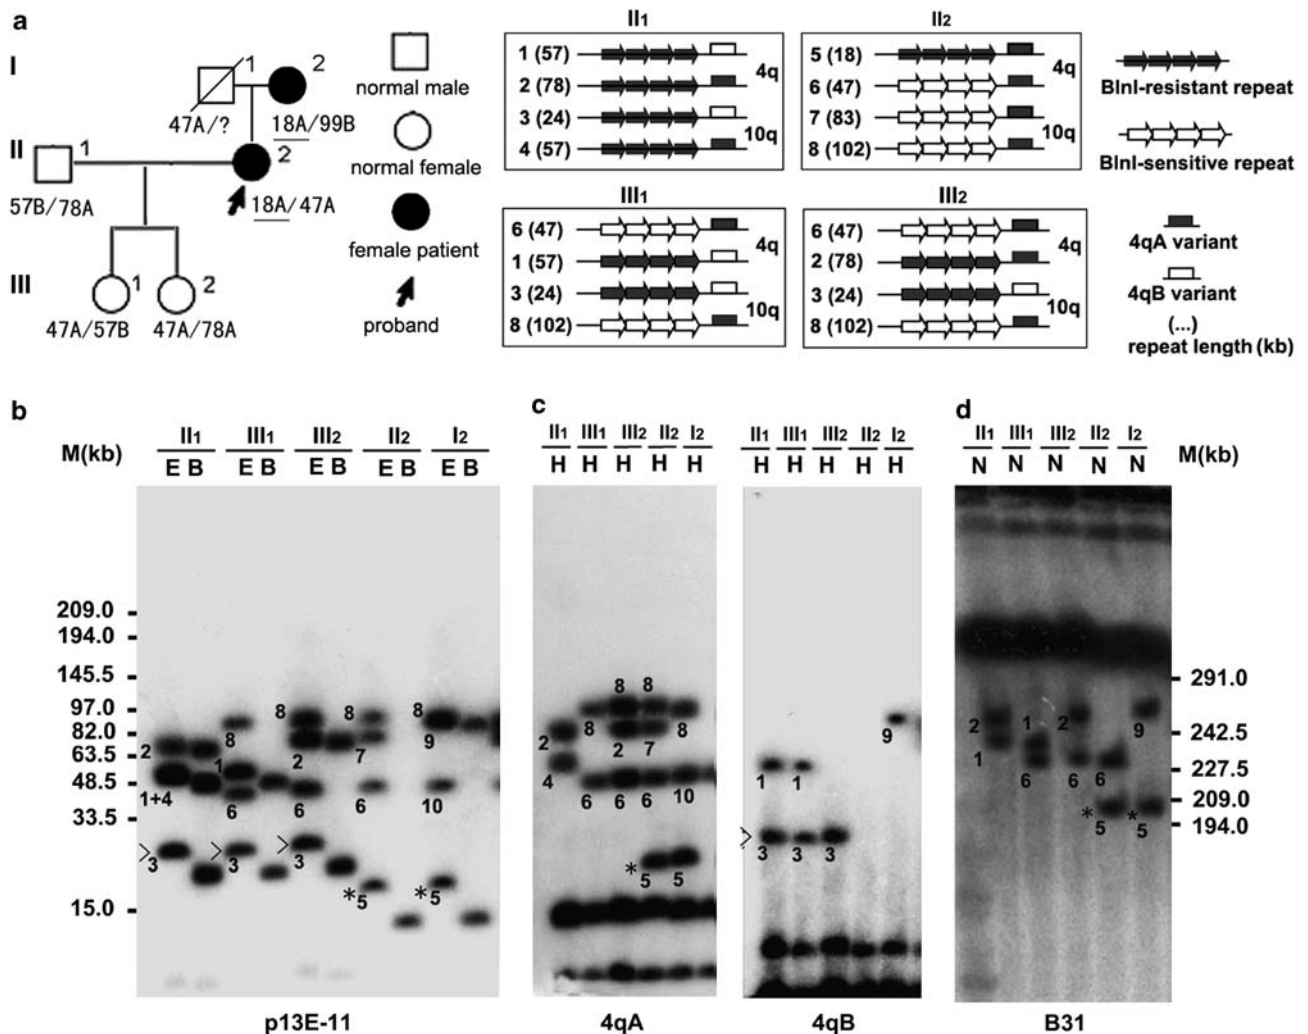 a
I
1
2
47A/?
18A/99B
II
1
2
57B/78A
18A/47A
III
1
2
47A/57B
47A/78A
normal male
normal female
female patient
proband
II1
1 (57)
2 (78)
4q
3 (24)
4 (57)
10q
II2
5 (18)
6 (47)
4q
7 (83)
8 (102)
10q
III1
6 (47)
1 (57)
4q
3 (24)
8 (102)
10q
III2
6 (47)
2 (78)
4q
3 (24)
8 (102)
10q
BlnI-resistant repeat
BlnI-sensitive repeat
4qA variant
4qB variant
(...)
repeat length (kb)
b
M(kb)
II1 III1 III2 II2 I2
E B E B E B E B E B
209.0
194.0
145.5
97.0
82.0
63.5
48.5
33.5
15.0
2
1+4
>3
8
1
6
>3
8
2
6
>3
8
7
6
*5
8
9
10
*5
p13E-11
c
II1 III1 III2 II2 I2
H H H H H
2
4
8
6
8
2
6
8
7
6
*5
8
10
5
4qA
II1 III1 III2 II2 I2
H H H H H
1 1
>3 3 3
9
4qB
d
II1 III1 III2 II2 I2
N N N N N
M(kb)
2
1
1
6
2
6
6
*5
9
*5
291.0
242.5
227.5
209.0
194.0
B31